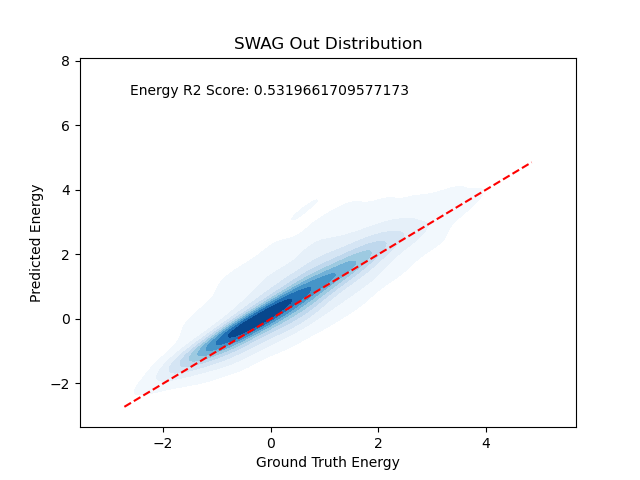 SWAG Out Distribution
Energy R2 Score: 0.5319661709577173
Predicted Energy
8
6
4
2
0
−2
−2 0 2 4
Ground Truth Energy